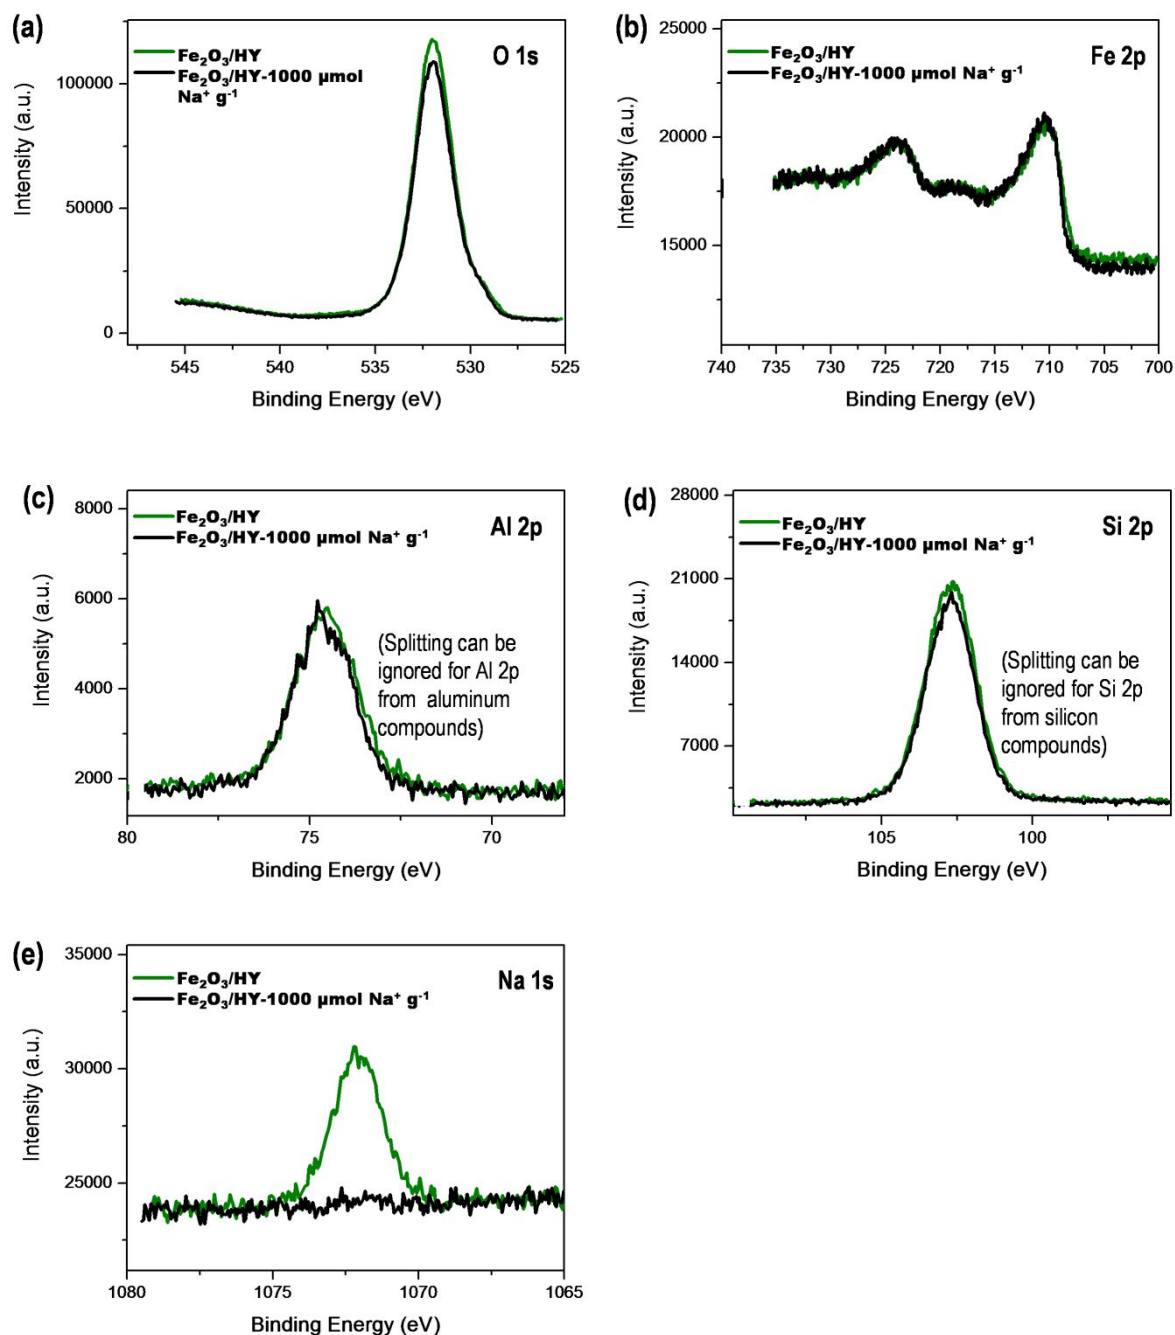 (a)
Fe₂O₃/HY
Fe₂O₃/HY-1000 µmol
Na⁺ g⁻¹
O 1s
100000
50000
0
Intensity (a.u.)
545 540 535 530 525
Binding Energy (eV)
(b)
Fe₂O₃/HY
Fe₂O₃/HY-1000 µmol Na⁺ g⁻¹
Fe 2p
25000
20000
15000
Intensity (a.u.)
740 735 730 725 720 715 710 705 700
Binding Energy (eV)
(c)
Fe₂O₃/HY
Fe₂O₃/HY-1000 µmol Na⁺ g⁻¹
Al 2p
(Splitting can be
ignored for Al 2p
from aluminum
compounds)
8000
6000
4000
2000
Intensity (a.u.)
80 75 70
Binding Energy (eV)
(d)
Fe₂O₃/HY
Fe₂O₃/HY-1000 µmol Na⁺ g⁻¹
Si 2p
(Splitting can be
ignored for Si 2p
from silicon
compounds)
28000
21000
14000
7000
Intensity (a.u.)
105 100
Binding Energy (eV)
(e)
Fe₂O₃/HY
Fe₂O₃/HY-1000 µmol Na⁺ g⁻¹
Na 1s
35000
30000
25000
Intensity (a.u.)
1080 1075 1070 1065
Binding Energy (eV)